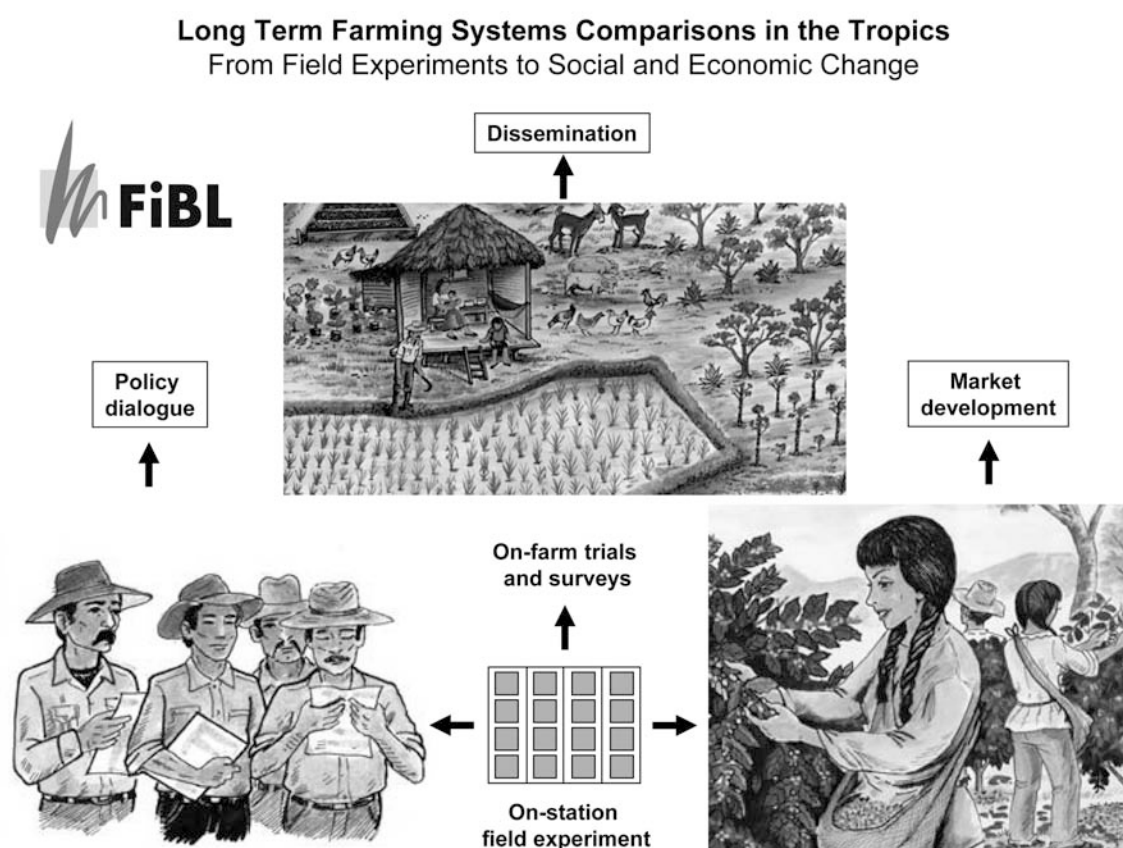 Long Term Farming Systems Comparisons in the Tropics
From Field Experiments to Social and Economic Change
Dissemination
FiBL
Policy
dialogue
Market
development
On-farm trials
and surveys
On-station
field experiment